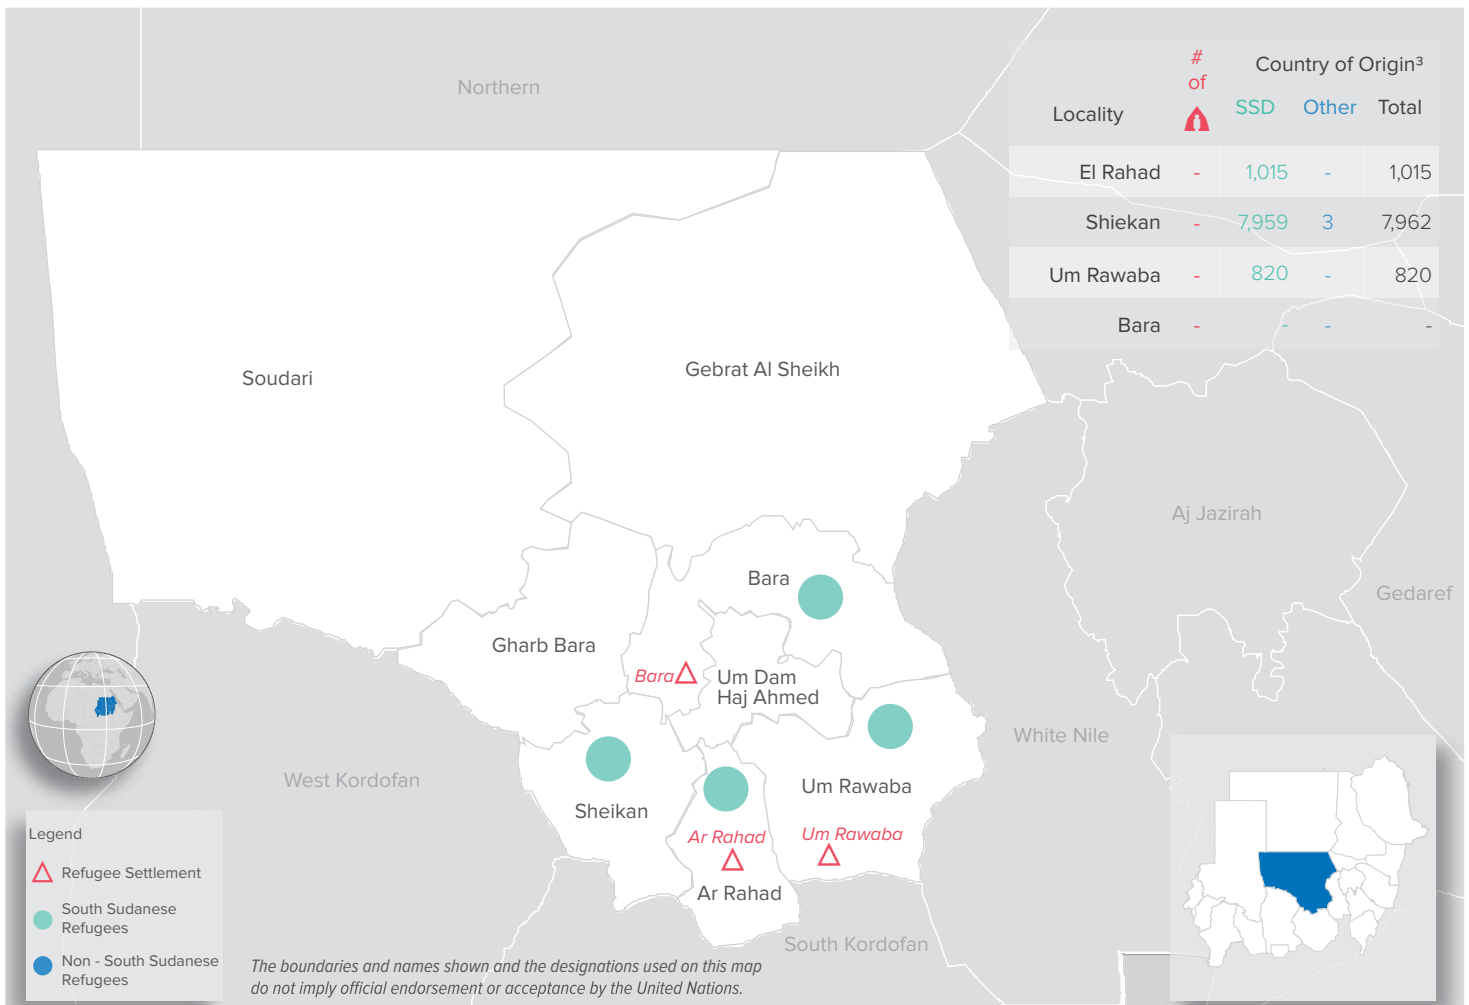 Northern
#
of
Country of Origin³
Locality SSD Other Total
El Rahad - 1,015 - 1,015
Shiekan - 7,959 3 7,962
Um Rawaba - 820 - 820
Bara - - - -
Soudari
Gebrat Al Sheikh
Aj Jazirah
Gedaref
Bara
Gharb Bara
Bara
Um Dam
Haj Ahmed
White Nile
West Kordofan
Sheikan
Um Rawaba
Ar Rahad
Um Rawaba
Ar Rahad
South Kordofan
Legend
Refugee Settlement
South Sudanese
Refugees
Non - South Sudanese
Refugees
The boundaries and names shown and the designations used on this map
do not imply official endorsement or acceptance by the United Nations.